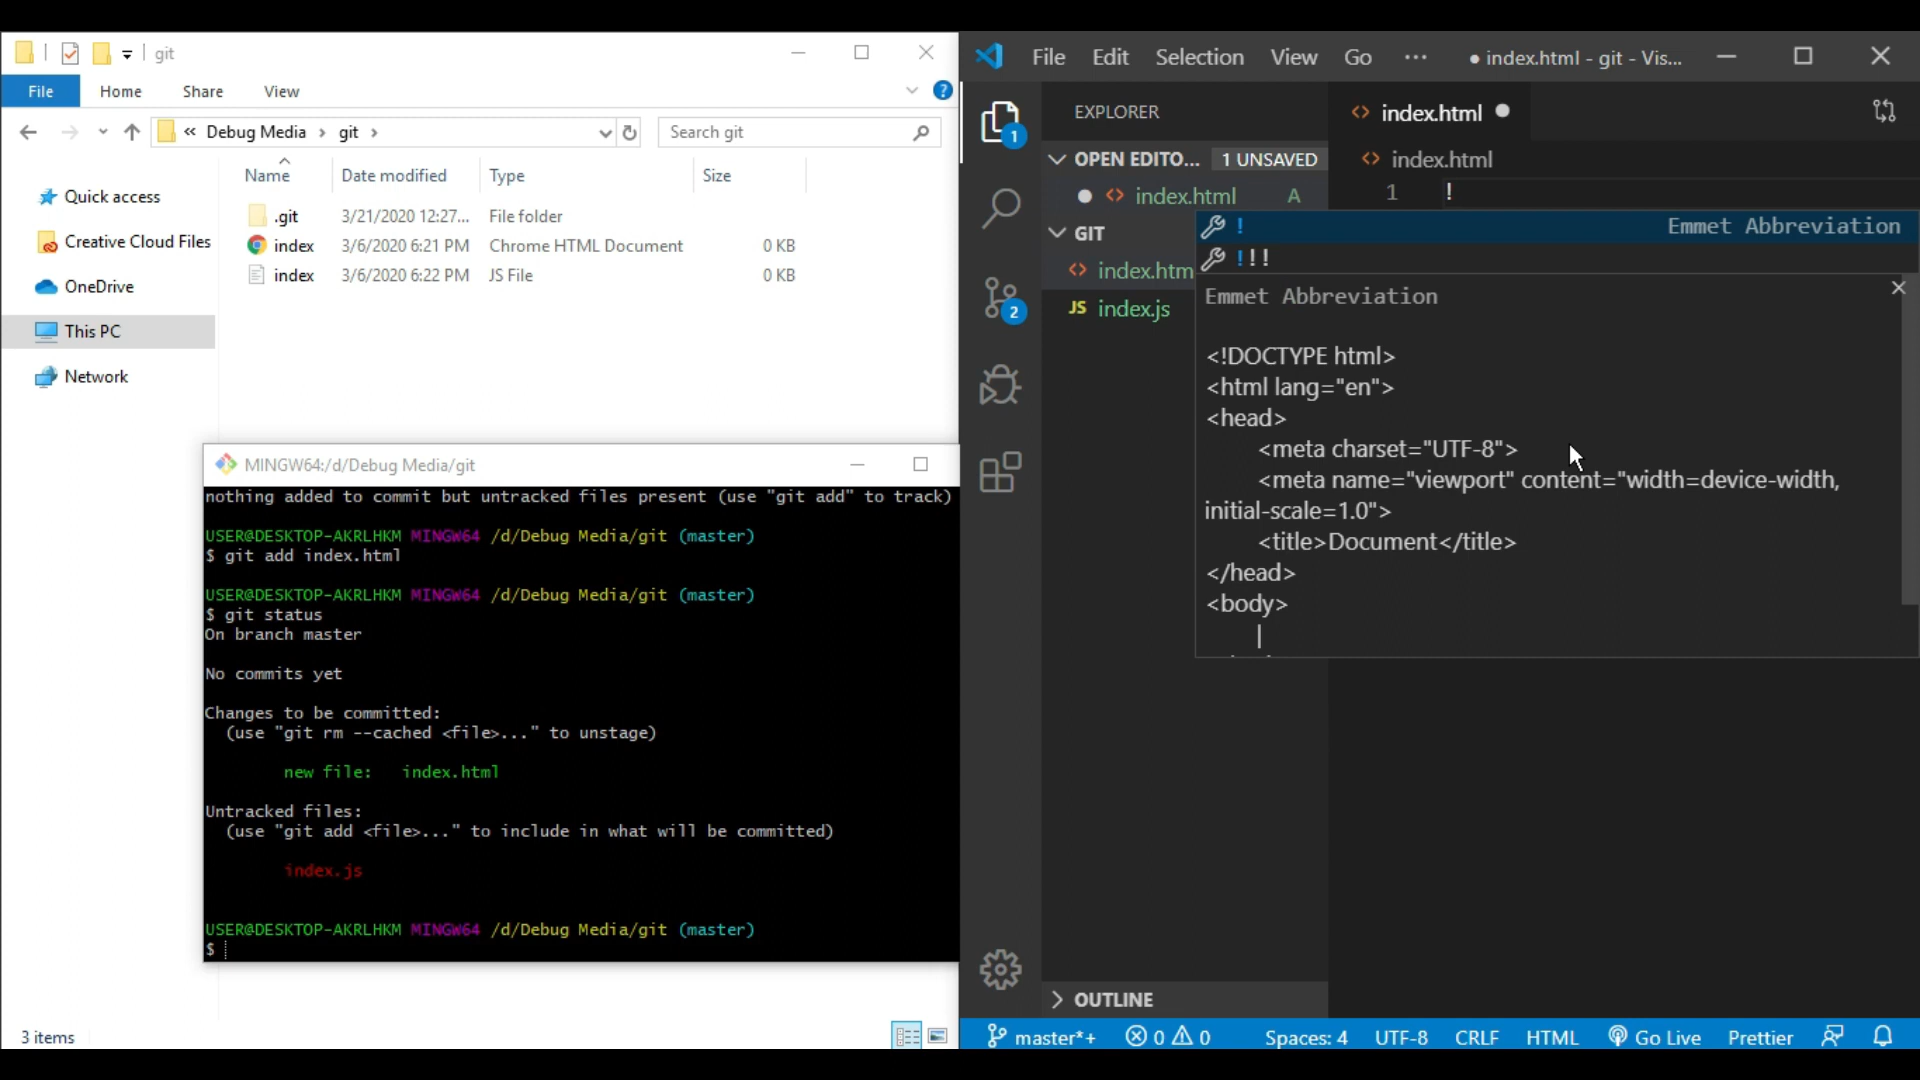 git
File Home Share View
« Debug Media › git ›
Search git
Name Date modified Type Size
.git 3/21/2020 12:27... File folder
index 3/6/2020 6:21 PM Chrome HTML Document 0 KB
index 3/6/2020 6:22 PM JS File 0 KB
Quick access
Creative Cloud Files
OneDrive
This PC
Network
3 items
MINGW64:/d/Debug Media/git
nothing added to commit but untracked files present (use "git add" to track)
USER@DESKTOP-AKRLHKM MINGW64 /d/Debug Media/git (master)
$ git add index.html
USER@DESKTOP-AKRLHKM MINGW64 /d/Debug Media/git (master)
$ git status
On branch master
No commits yet
Changes to be committed:
(use "git rm --cached <file>..." to unstage)
new file: index.html
Untracked files:
(use "git add <file>..." to include in what will be committed)
index.js
USER@DESKTOP-AKRLHKM MINGW64 /d/Debug Media/git (master)
$
File Edit Selection View Go ··· ● index.html - git - Vis...
EXPLORER
1
OPEN EDITO... 1 UNSAVED
index.html A
GIT
index.htm
JS index.js
2
OUTLINE
index.html
index.html
1 !
! Emmet Abbreviation
!!!
Emmet Abbreviation
<!DOCTYPE html>
<html lang="en">
<head>
<meta charset="UTF-8">
<meta name="viewport" content="width=device-width,
initial-scale=1.0">
<title>Document</title>
</head>
<body>
|
master*+ 0 0 Spaces: 4 UTF-8 CRLF HTML Go Live Prettier